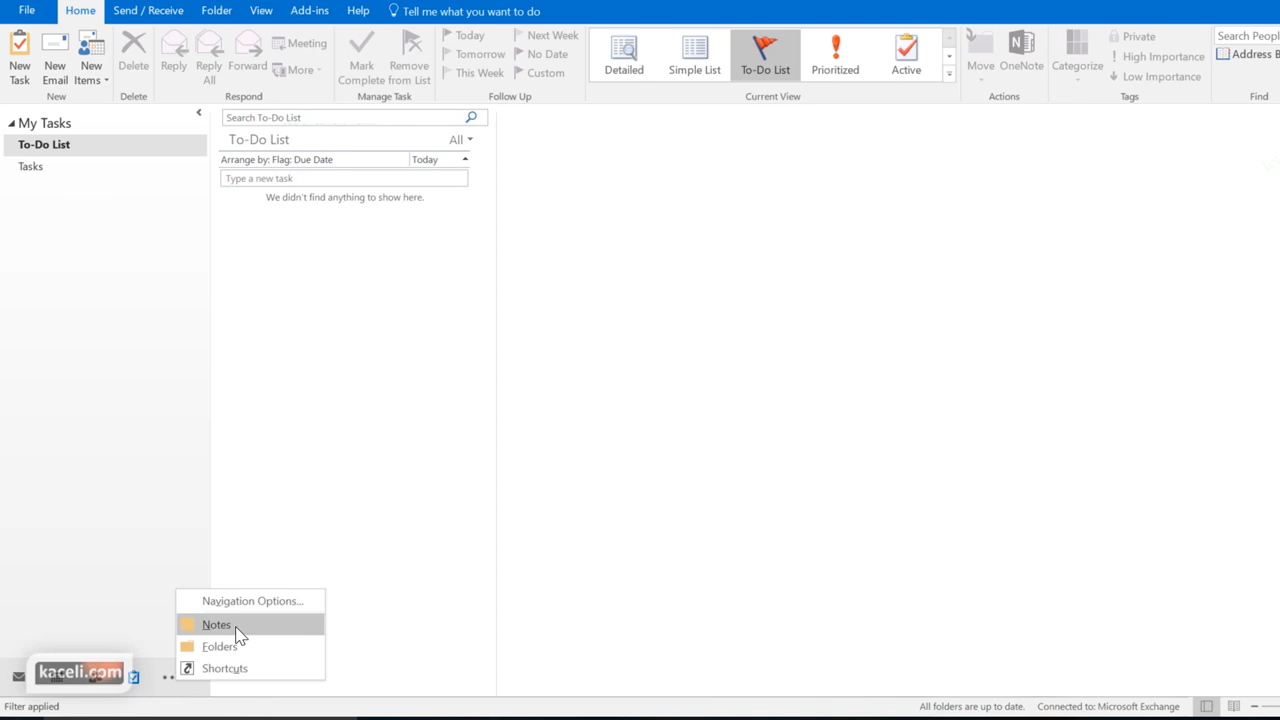 File Home Send / Receive Folder View Add-ins Help Tell me what you want to do
New Task
New Email
New Items
Delete
Reply
Reply All
Forward
Meeting
More
Mark Complete
Remove from List
Today
Tomorrow
This Week
Next Week
No Date
Custom
Detailed
Simple List
To-Do List
Prioritized
Active
Move
OneNote
Categorize
Private
High Importance
Low Importance
Search Peopl
Address B
New Delete Respond Manage Task Follow Up Current View Actions Tags Find
My Tasks
To-Do List
Tasks
Search To-Do List
To-Do List All
Arrange by: Flag: Due Date Today
Type a new task
We didn't find anything to show here.
Navigation Options...
Notes
Folders
Shortcuts
kaceli.com
Filter applied All folders are up to date. Connected to: Microsoft Exchange